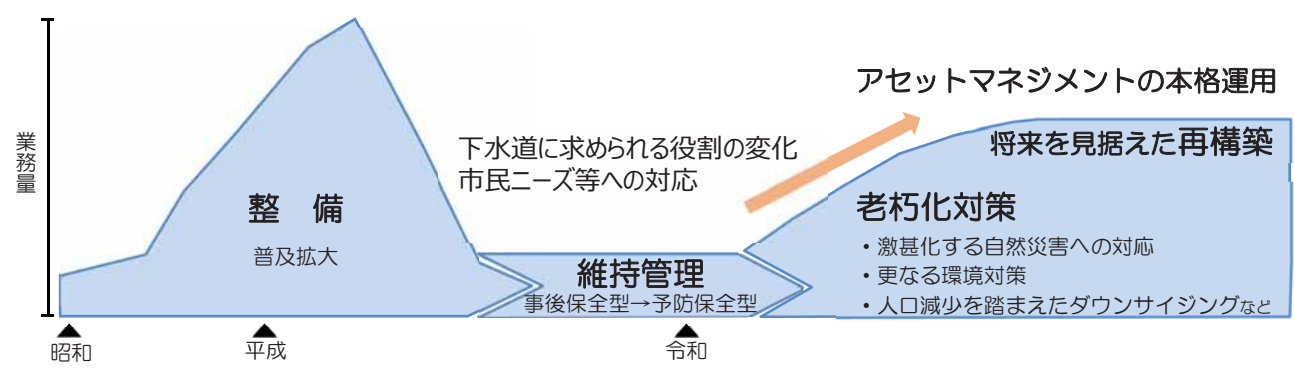 業務量
整　備
普及拡大
下水道に求められる役割の変化
市民ニーズ等への対応
維持管理
事後保全型→予防保全型
アセットマネジメントの本格運用
将来を見据えた再構築
老朽化対策
・激甚化する自然災害への対応
・更なる環境対策
・人口減少を踏まえたダウンサイジングなど
昭和
平成
令和